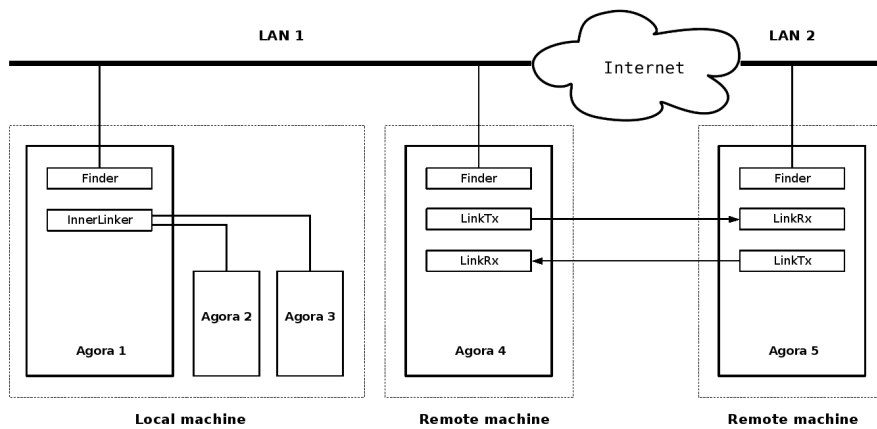 LAN 1
Internet
LAN 2
Finder
InnerLinker
Agora 2
Agora 3
Agora 1
Local machine
Finder
LinkTx
LinkRx
Agora 4
Remote machine
Finder
LinkRx
LinkTx
Agora 5
Remote machine